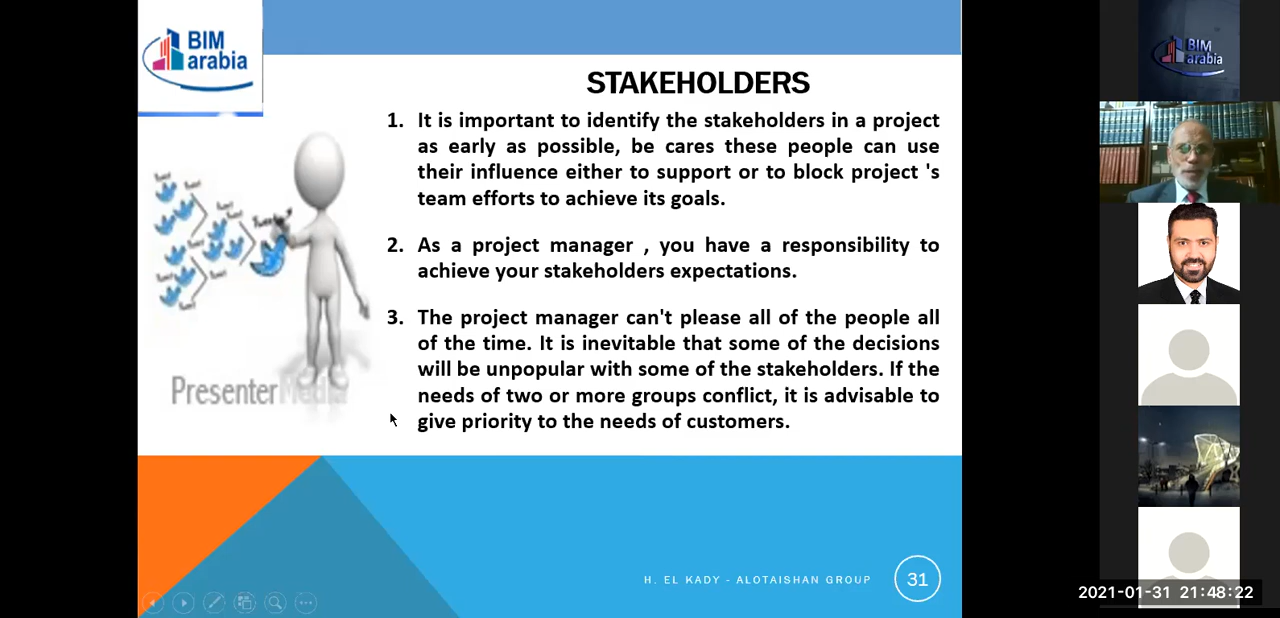 BIM
arabia
STAKEHOLDERS
1. It is important to identify the stakeholders in a project
as early as possible, be cares these people can use
their influence either to support or to block project 's
team efforts to achieve its goals.
2. As a project manager , you have a responsibility to
achieve your stakeholders expectations.
3. The project manager can't please all of the people all
of the time. It is inevitable that some of the decisions
will be unpopular with some of the stakeholders. If the
needs of two or more groups conflict, it is advisable to
give priority to the needs of customers.
PresenterMedia
H. EL KADY - ALOTAISHAN GROUP
31
BIM
arabia
2021-01-31 21:48:22